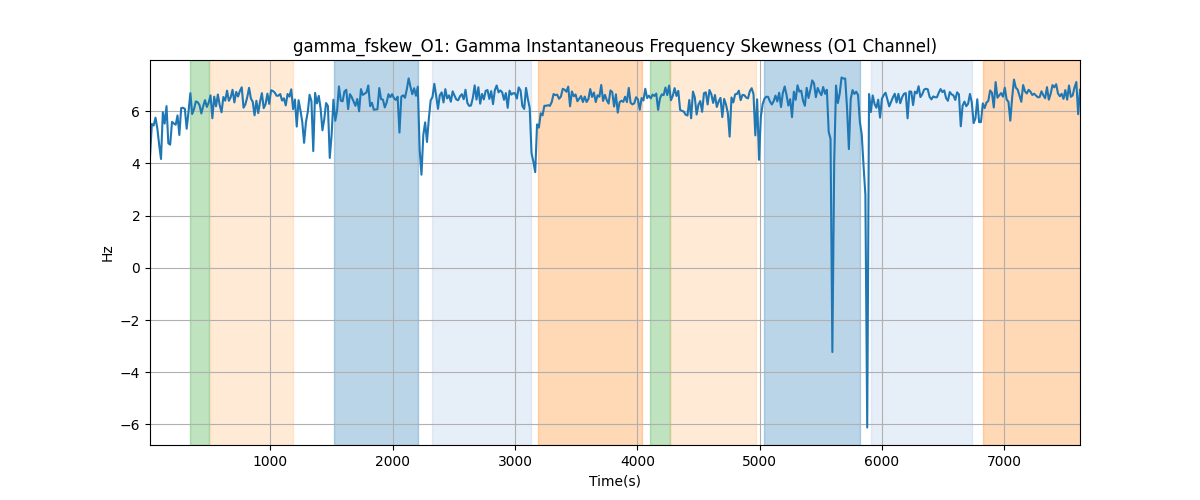 gamma_fskew_O1: Gamma Instantaneous Frequency Skewness (O1 Channel)
6
4
2
0
−2
−4
−6
Hz
1000 2000 3000 4000 5000 6000 7000
Time(s)